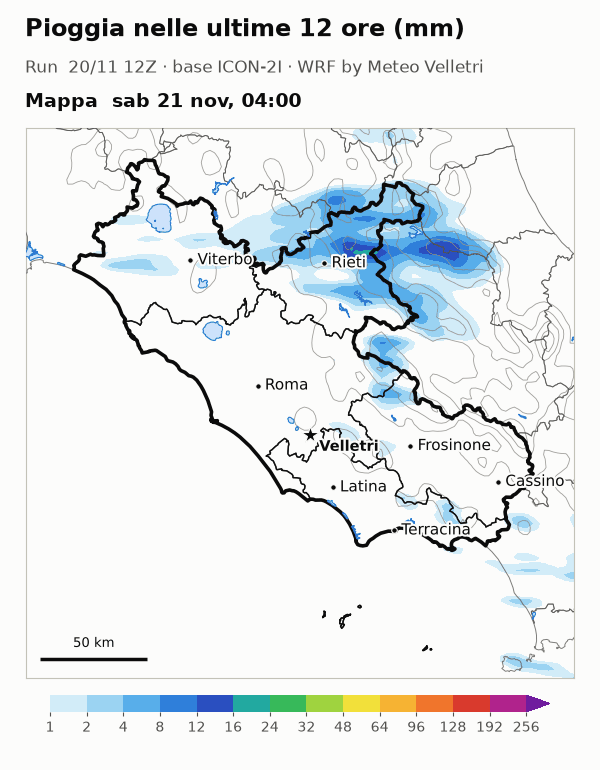 Pioggia nelle ultime 12 ore (mm)
Run  20/11 12Z · base ICON-2I · WRF by Meteo Velletri
Mappa  sab 21 nov, 04:00
Viterbo
Rieti
Roma
Velletri
Frosinone
Cassino
Latina
Terracina
50 km
1 2 4 8 12 16 24 32 48 64 96 128 192 256